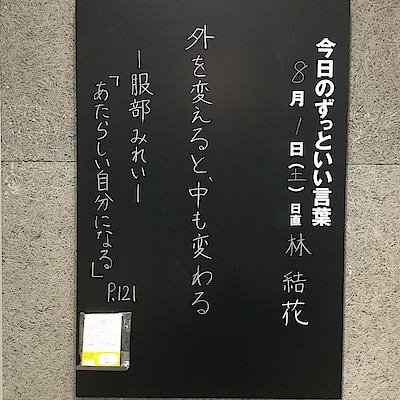 今日のずっといい言葉
8月1日(土)日直 林 結花
外を変えると、中も変わる
ー服部 みれいー
「あたらしい自分になる」
P.121